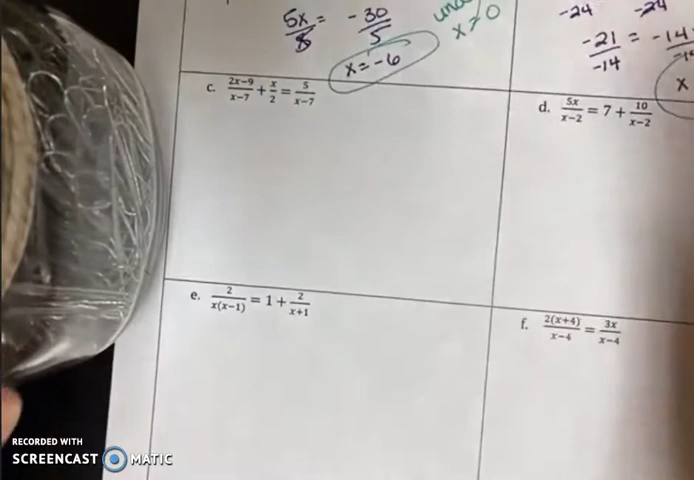 5x/5 = -30/5
x = -6
x ≠ 0
-24 -24
-21/-14 = -14
x
c. (2x-9)/(x-7) + x/2 = 5/(x-7)
d. 5x/(x-2) = 7 + 10/(x-2)
e. 2/(x(x-1)) = 1 + 2/(x+1)
f. 2(x+4)/(x-4) = 3x/(x-4)
RECORDED WITH
SCREENCAST MATIC